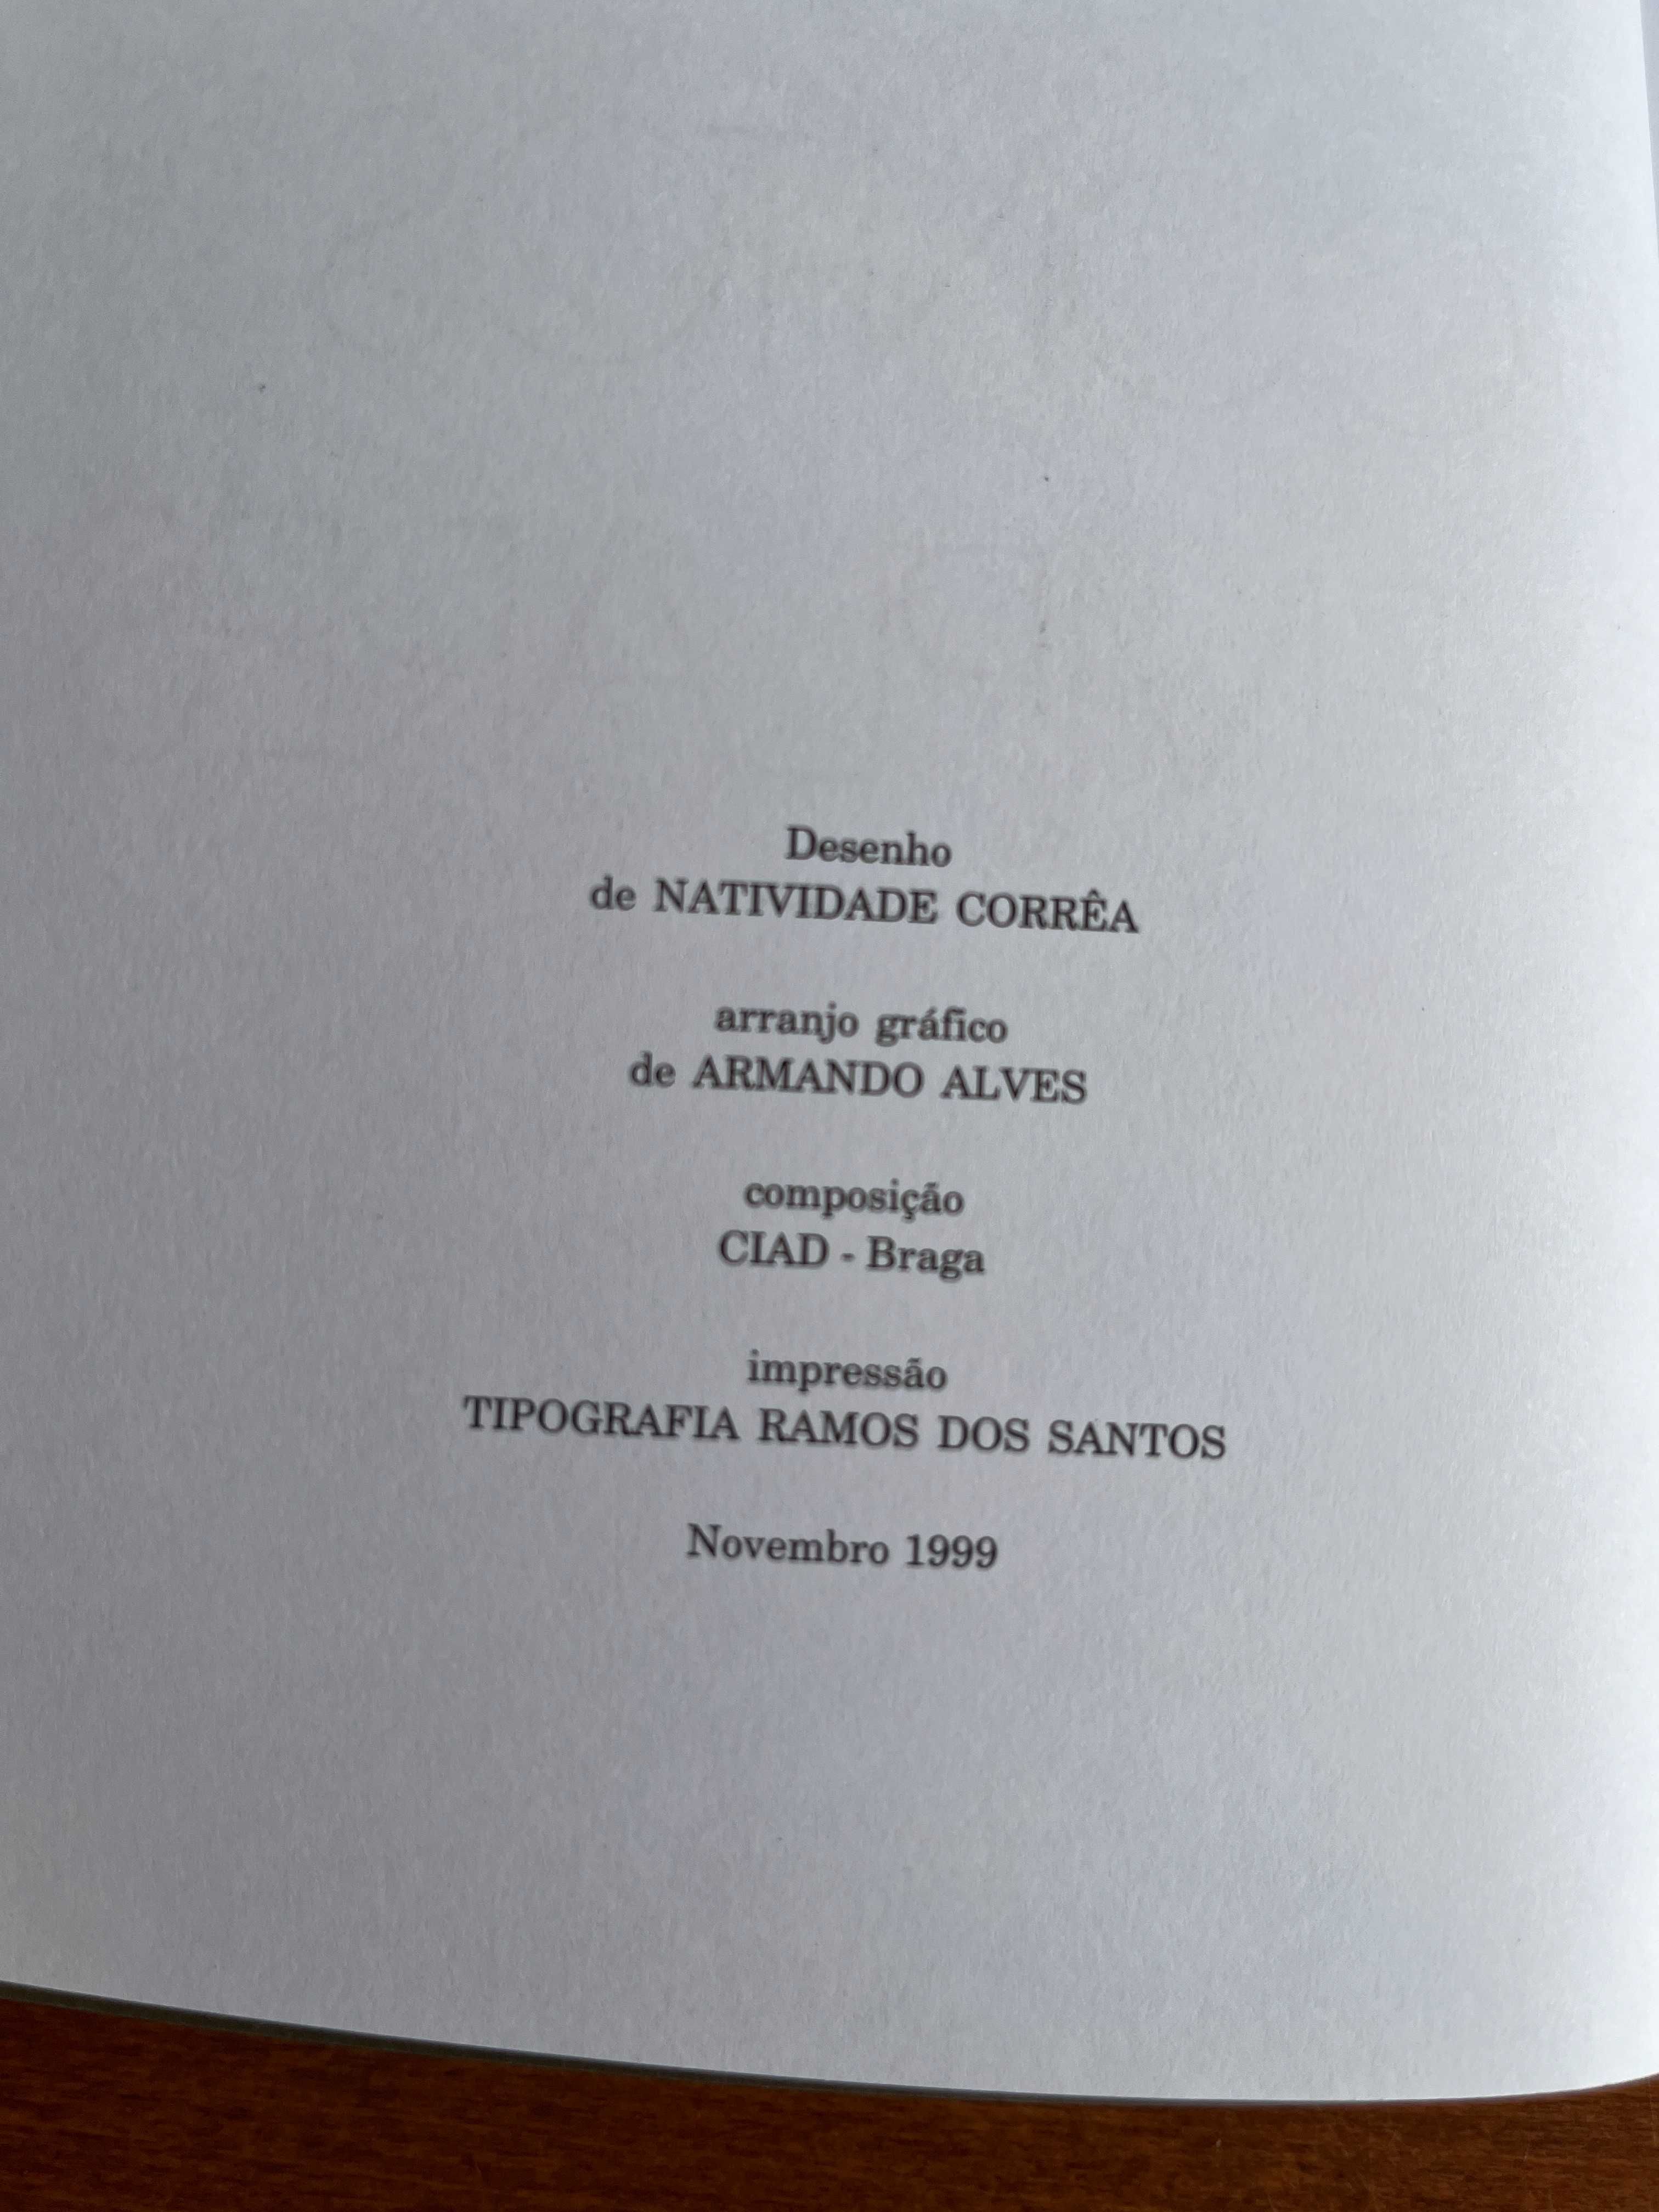 Desenho
de NATIVIDADE CORRÊA
arranjo gráfico
de ARMANDO ALVES
composição
CIAD - Braga
impressão
TIPOGRAFIA RAMOS DOS SANTOS
Novembro 1999